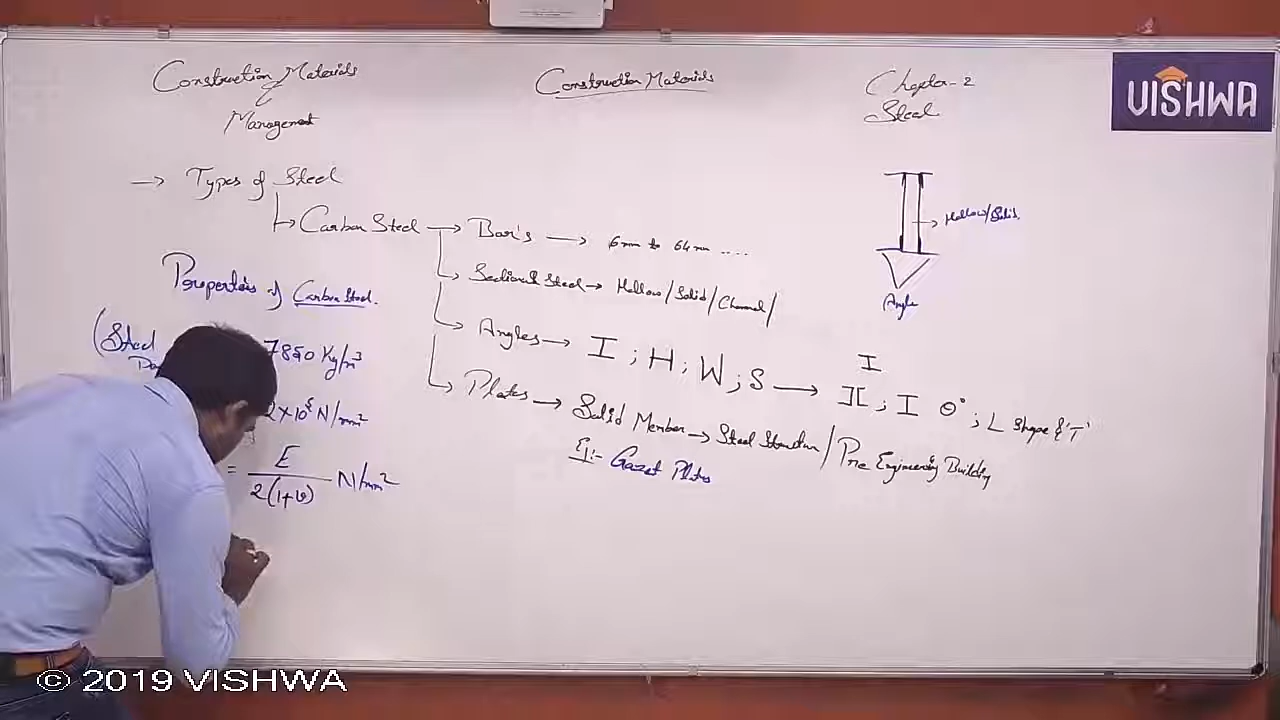 Construction Materials
&
Management
Construction Materials
Chapter-2
Steel
VISHWA
→ Types of Steel
Carbon Steel → Bar's → 6mm to 64mm ....
Sectional Steel → Hollow/Solid/Channel/
Angles → I ; H ; W ; S → ][ ; I ; L shape & 'T'
I
Plates → Solid Member → Steel Structure/Pre Engineering Building
Eg:- Gazet Plates
Hollow/Solid.
Angle
Properties of Carbon Steel.
(Steel
7850 Kg/m³
2×10⁵ N/mm²
= E
2(1+υ) N/mm²
© 2019 VISHWA